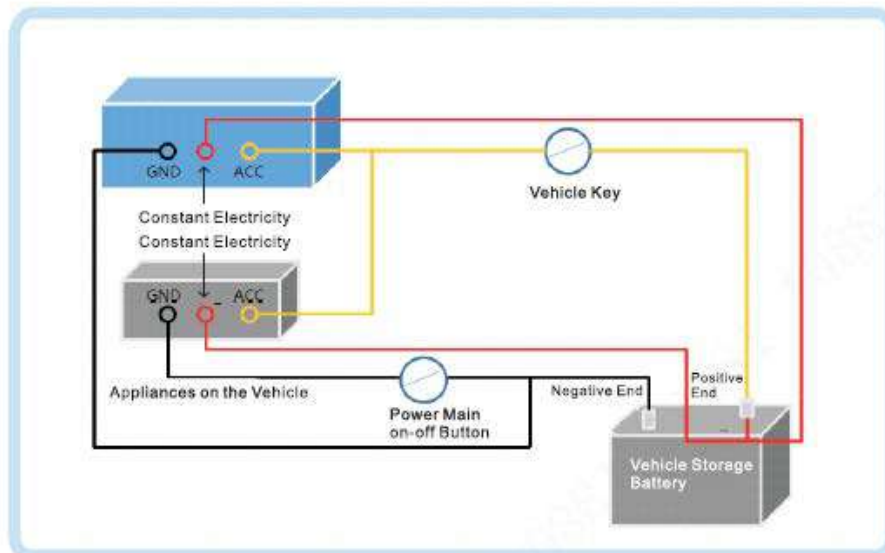 GND ACC
Vehicle Key
Constant Electricity
Constant Electricity
GND ACC
Appliances on the Vehicle
Power Main
on-off Button
Negative End
Positive
End
Vehicle Storage
Battery